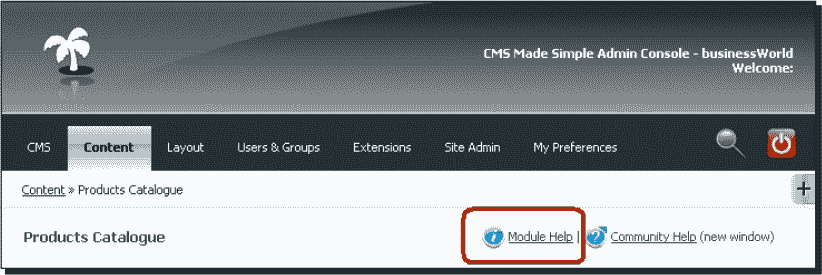 CMS Made Simple Admin Console - businessWorld
Welcome:
CMS Content Layout Users & Groups Extensions Site Admin My Preferences
Content » Products Catalogue
Products Catalogue Module Help | Community Help (new window)